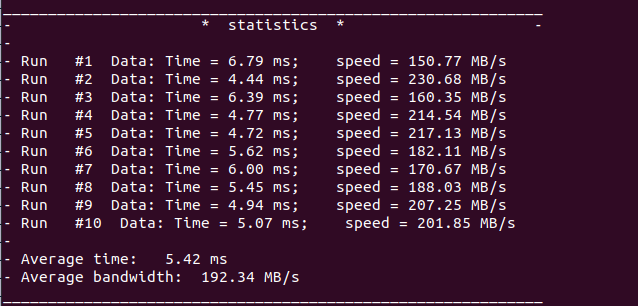 * statistics *
- Run #1 Data: Time = 6.79 ms; speed = 150.77 MB/s
- Run #2 Data: Time = 4.44 ms; speed = 230.68 MB/s
- Run #3 Data: Time = 6.39 ms; speed = 160.35 MB/s
- Run #4 Data: Time = 4.77 ms; speed = 214.54 MB/s
- Run #5 Data: Time = 4.72 ms; speed = 217.13 MB/s
- Run #6 Data: Time = 5.62 ms; speed = 182.11 MB/s
- Run #7 Data: Time = 6.00 ms; speed = 170.67 MB/s
- Run #8 Data: Time = 5.45 ms; speed = 188.03 MB/s
- Run #9 Data: Time = 4.94 ms; speed = 207.25 MB/s
- Run #10 Data: Time = 5.07 ms; speed = 201.85 MB/s
-
- Average time: 5.42 ms
- Average bandwidth: 192.34 MB/s